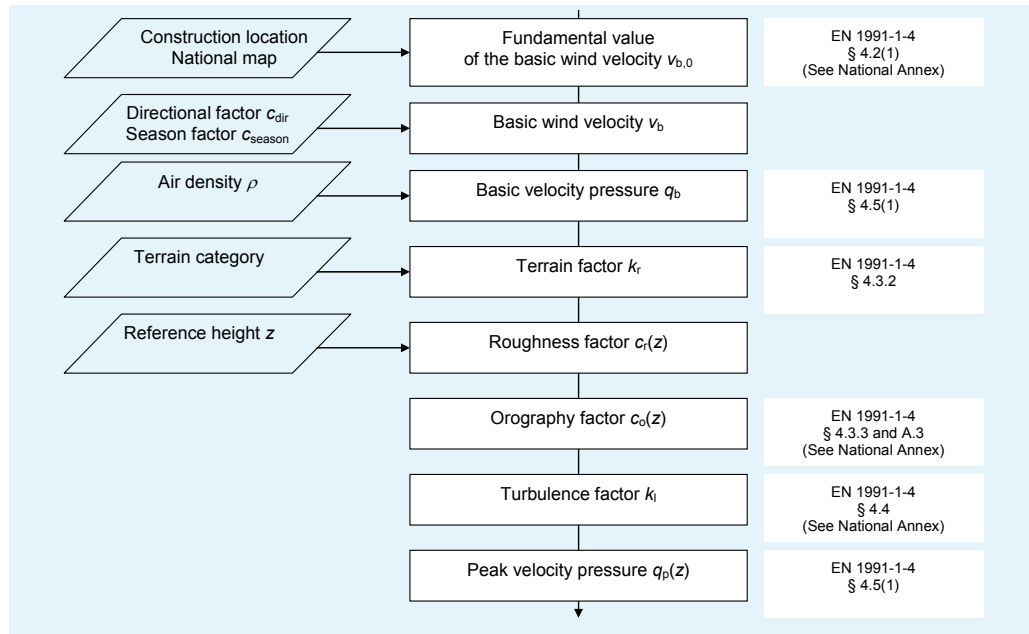 Construction location
National map
Fundamental value
of the basic wind velocity vb,0
EN 1991-1-4
§ 4.2(1)
(See National Annex)
Directional factor cdir
Season factor cseason
Basic wind velocity vb
Air density ρ
Basic velocity pressure qb
EN 1991-1-4
§ 4.5(1)
Terrain category
Terrain factor kr
EN 1991-1-4
§ 4.3.2
Reference height z
Roughness factor cr(z)
Orography factor co(z)
EN 1991-1-4
§ 4.3.3 and A.3
(See National Annex)
Turbulence factor kI
EN 1991-1-4
§ 4.4
(See National Annex)
Peak velocity pressure qp(z)
EN 1991-1-4
§ 4.5(1)